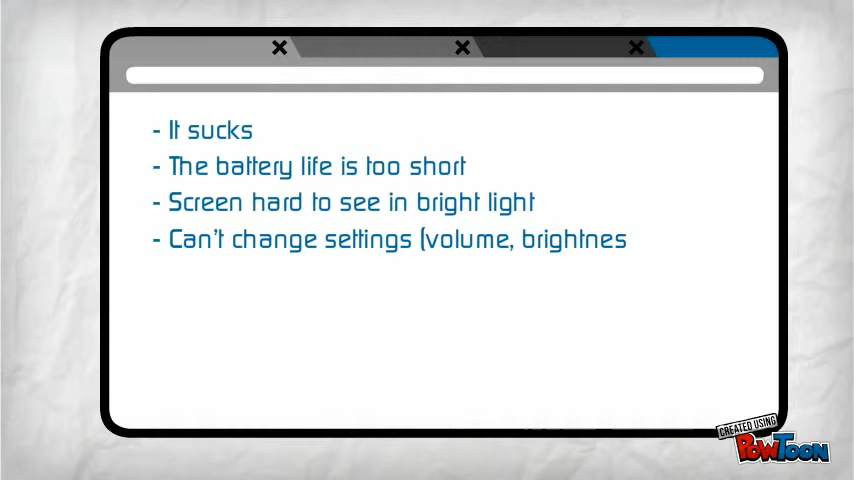 - It sucks
- The battery life is too short
- Screen hard to see in bright light
- Can't change settings (volume, brightnes
CREATED USING
POWTOON